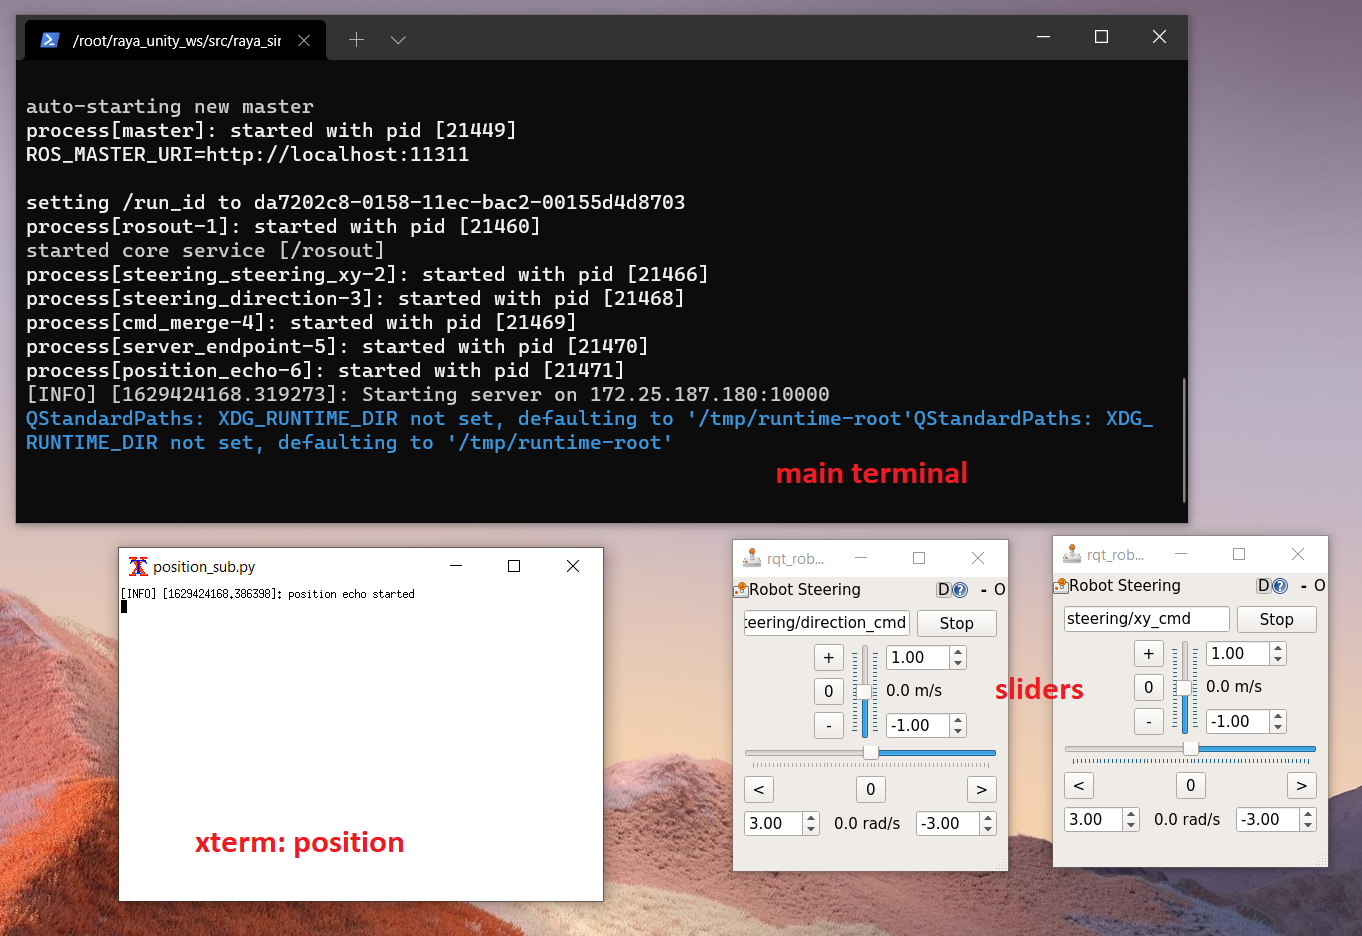 /root/raya_unity_ws/src/raya_sir
auto-starting new master
process[master]: started with pid [21449]
ROS_MASTER_URI=http://localhost:11311
setting /run_id to da7202c8-0158-11ec-bac2-00155d4d8703
process[rosout-1]: started with pid [21460]
started core service [/rosout]
process[steering_steering_xy-2]: started with pid [21466]
process[steering_direction-3]: started with pid [21468]
process[cmd_merge-4]: started with pid [21469]
process[server_endpoint-5]: started with pid [21470]
process[position_echo-6]: started with pid [21471]
[INFO] [1629424168.319273]: Starting server on 172.25.187.180:10000
QStandardPaths: XDG_RUNTIME_DIR not set, defaulting to '/tmp/runtime-root'QStandardPaths: XDG_
RUNTIME_DIR not set, defaulting to '/tmp/runtime-root'
main terminal
position_sub.py
[INFO] [1629424168.386398]: position echo started
xterm: position
rqt_rob...
Robot Steering
D
- O
teering/direction_cmd
Stop
+
1.00
0
0.0 m/s
-
-1.00
<
0
>
3.00
0.0 rad/s
-3.00
sliders
rqt_rob...
Robot Steering
D
- O
steering/xy_cmd
Stop
+
1.00
0
0.0 m/s
-
-1.00
<
0
>
3.00
0.0 rad/s
-3.00